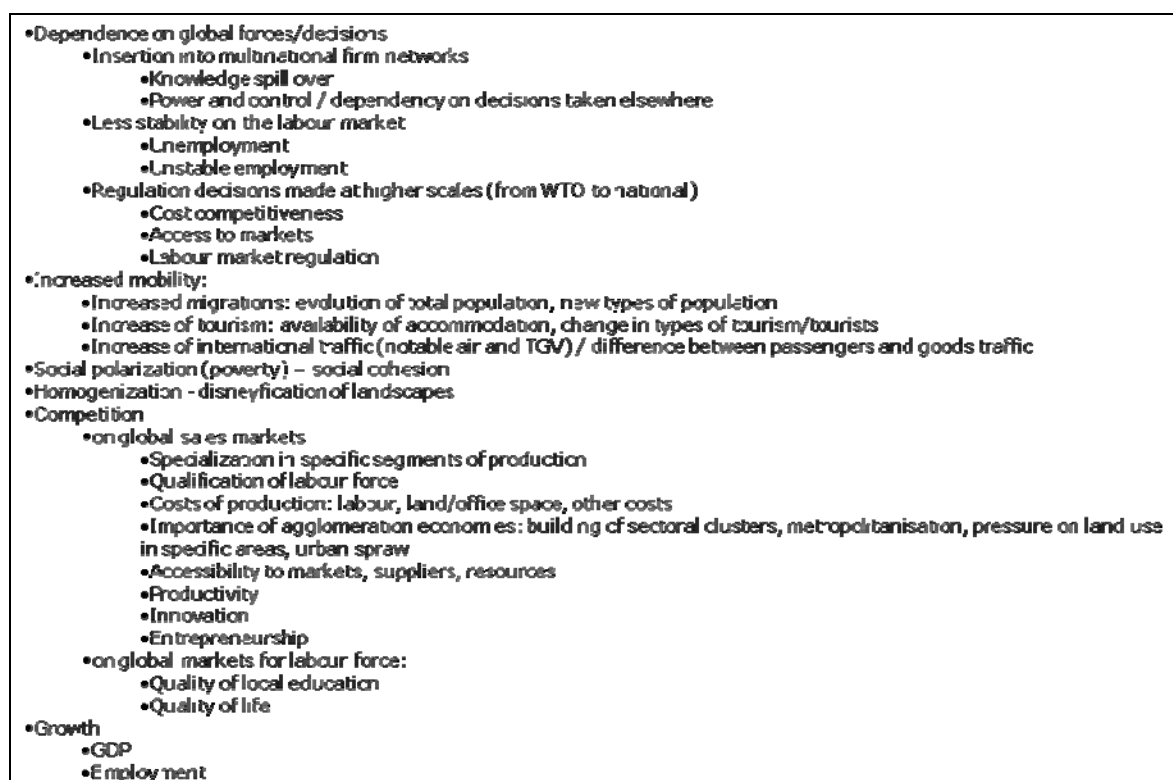 •Dependence on global forces/decisions
•Insertion into multinational firm networks
•Knowledge spill over
•Power and control / dependency on decisions taken elsewhere
•Less stability on the labour market
•Unemployment
•Unstable employment
•Regulation decisions made at higher scales (from WTO to national)
•Cost competitiveness
•Access to markets
•Labour market regulation
•Increased mobility:
•Increased migrations: evolution of total population, new types of population
•Increase of tourism: availability of accommodation, change in types of tourism/tourists
•Increase of international traffic (notable air and TGV) / difference between passengers and goods traffic
•Social polarization (poverty) – social cohesion
•Homogenization - disneyfication of landscapes
•Competition
•on global sales markets
•Specialization in specific segments of production
•Qualification of labour force
•Costs of production: labour, land/office space, other costs
•Importance of agglomeration economies: building of sectoral clusters, metropolitanisation, pressure on land use
in specific areas, urban sprawl
•Accessibility to markets, suppliers, resources
•Productivity
•Innovation
•Entrepreneurship
•on global markets for labour force:
•Quality of local education
•Quality of life
•Growth
•GDP
•Employment